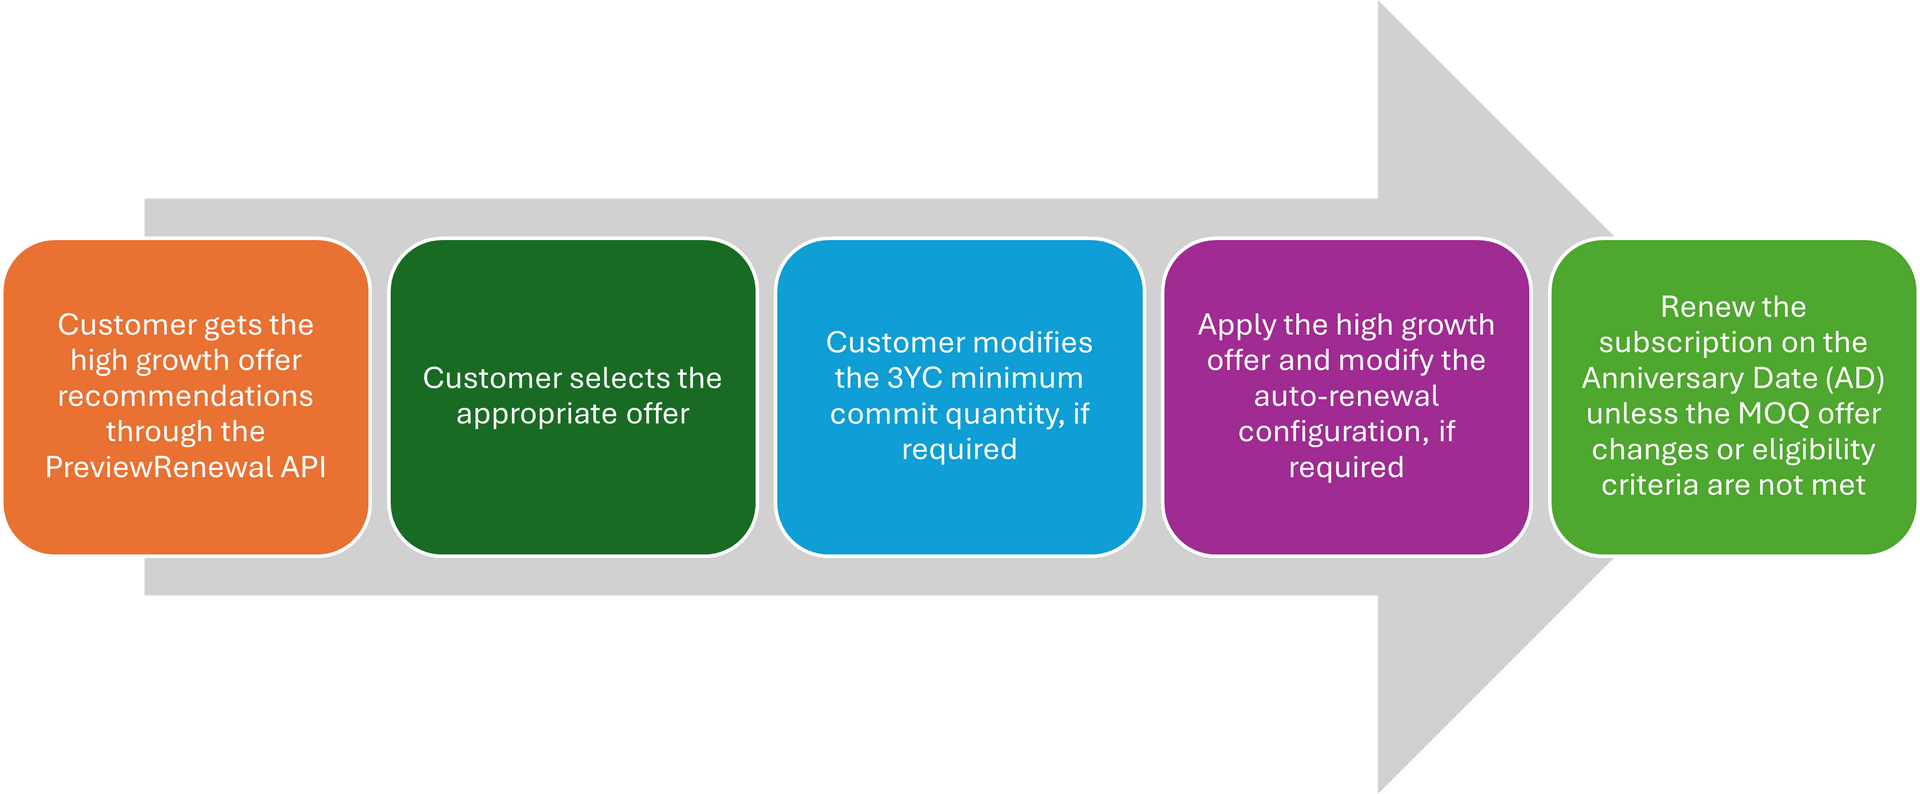 Customer gets the
high growth offer
recommendations
through the
PreviewRenewal API
Customer selects the
appropriate offer
Customer modifies
the 3YC minimum
commit quantity, if
required
Apply the high growth
offer and modify the
auto-renewal
configuration, if
required
Renew the
subscription on the
Anniversary Date (AD)
unless the MOQ offer
changes or eligibility
criteria are not met